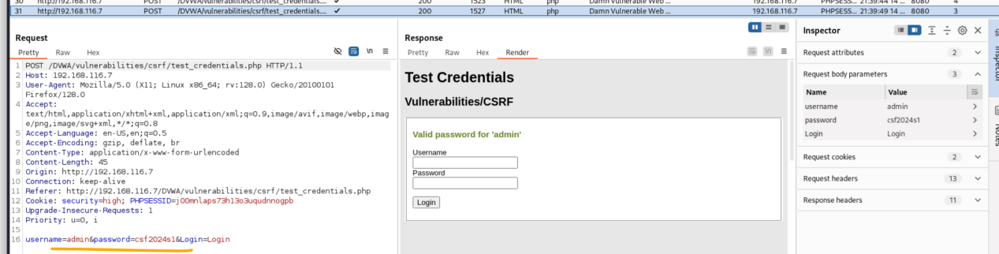 30 http://192.168.116.7 POST /DVWA/vulnerabilities/csrf/test_credentials.... ✓ 200 1523 HTML php Damn Vulnerable Web ... 192.168.116.7 PHPSESS... 21:39:44 14 ... 8080 4
31 http://192.168.116.7 POST /DVWA/vulnerabilities/csrf/test_credentials.... ✓ 200 1527 HTML php Damn Vulnerable Web ... 192.168.116.7 PHPSESS... 21:39:49 14 ... 8080 3
Request
Pretty Raw Hex
\n
1 POST /DVWA/vulnerabilities/csrf/test_credentials.php HTTP/1.1
2 Host: 192.168.116.7
3 User-Agent: Mozilla/5.0 (X11; Linux x86_64; rv:128.0) Gecko/20100101
Firefox/128.0
4 Accept:
text/html,application/xhtml+xml,application/xml;q=0.9,image/avif,image/webp,imag
e/png,image/svg+xml,*/*;q=0.8
5 Accept-Language: en-US,en;q=0.5
6 Accept-Encoding: gzip, deflate, br
7 Content-Type: application/x-www-form-urlencoded
8 Content-Length: 45
9 Origin: http://192.168.116.7
10 Connection: keep-alive
11 Referer: http://192.168.116.7/DVWA/vulnerabilities/csrf/test_credentials.php
12 Cookie: security=high; PHPSESSID=j00mnlaps73h13o3uqudnnogpb
13 Upgrade-Insecure-Requests: 1
14 Priority: u=0, i
15
16 username=admin&password=csf2024s1&Login=Login
Response
Pretty Raw Hex Render
\n
Test Credentials
Vulnerabilities/CSRF
Valid password for 'admin'
Username
Password
Login
Inspector
Request attributes 2
Request body parameters 3
Name Value
username admin
password csf2024s1
Login Login
Request cookies 2
Request headers 13
Response headers 11
Inspector
Notes